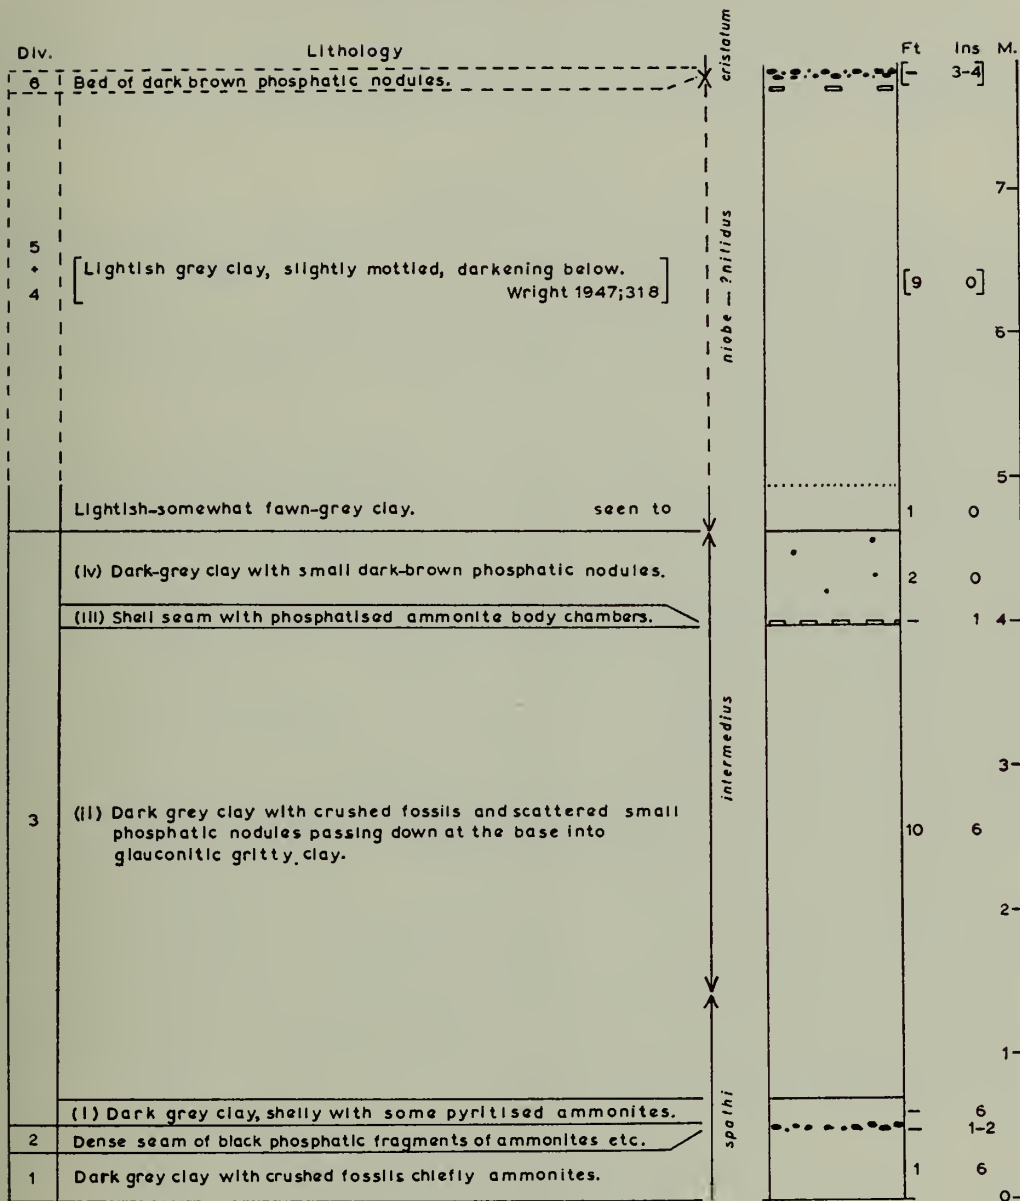 Div. Lithology cristatum Ft Ins M.
6 Bed of dark brown phosphatic nodules. [– 3-4]
7
5
+
4
[Lightish grey clay, slightly mottled, darkening below.
Wright 1947;318]
niobe — ?nitidus
[9 0]
6
5
Lightish-somewhat fawn-grey clay. seen to 1 0
(iv) Dark-grey clay with small dark-brown phosphatic nodules. 2 0
(iii) Shell seam with phosphatised ammonite body chambers. – 1 4
intermedius
3
3 (ii) Dark grey clay with crushed fossils and scattered small
phosphatic nodules passing down at the base into
glauconitic gritty clay.
10 6
2
1
spathi
(i) Dark grey clay, shelly with some pyritised ammonites. – 6
2 Dense seam of black phosphatic fragments of ammonites etc. – 1-2
1 Dark grey clay with crushed fossils chiefly ammonites. 1 6
0